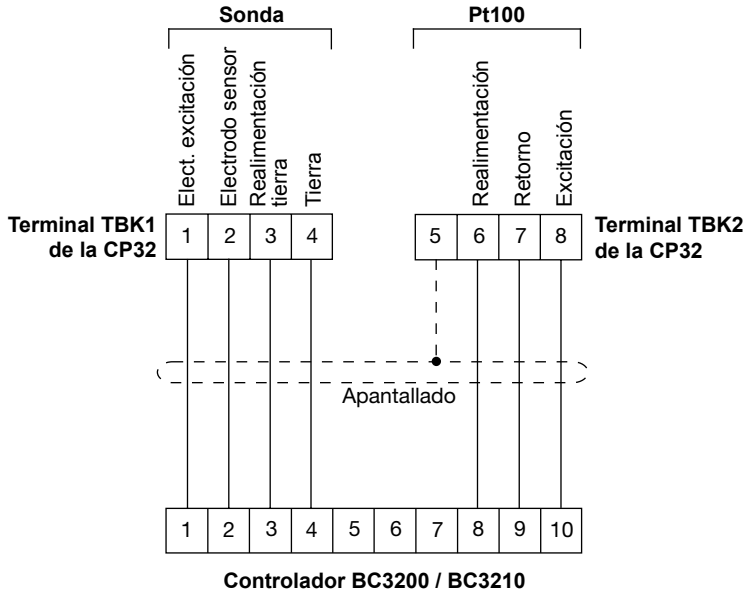 Sonda
Pt100
Elect. excitación
Electrodo sensor
Realimentación
tierra
Tierra
Realimentación
Retorno
Excitación
Terminal TBK1
de la CP32
1 2 3 4
5 6 7 8
Terminal TBK2
de la CP32
Apantallado
1 2 3 4 5 6 7 8 9 10
Controlador BC3200 / BC3210